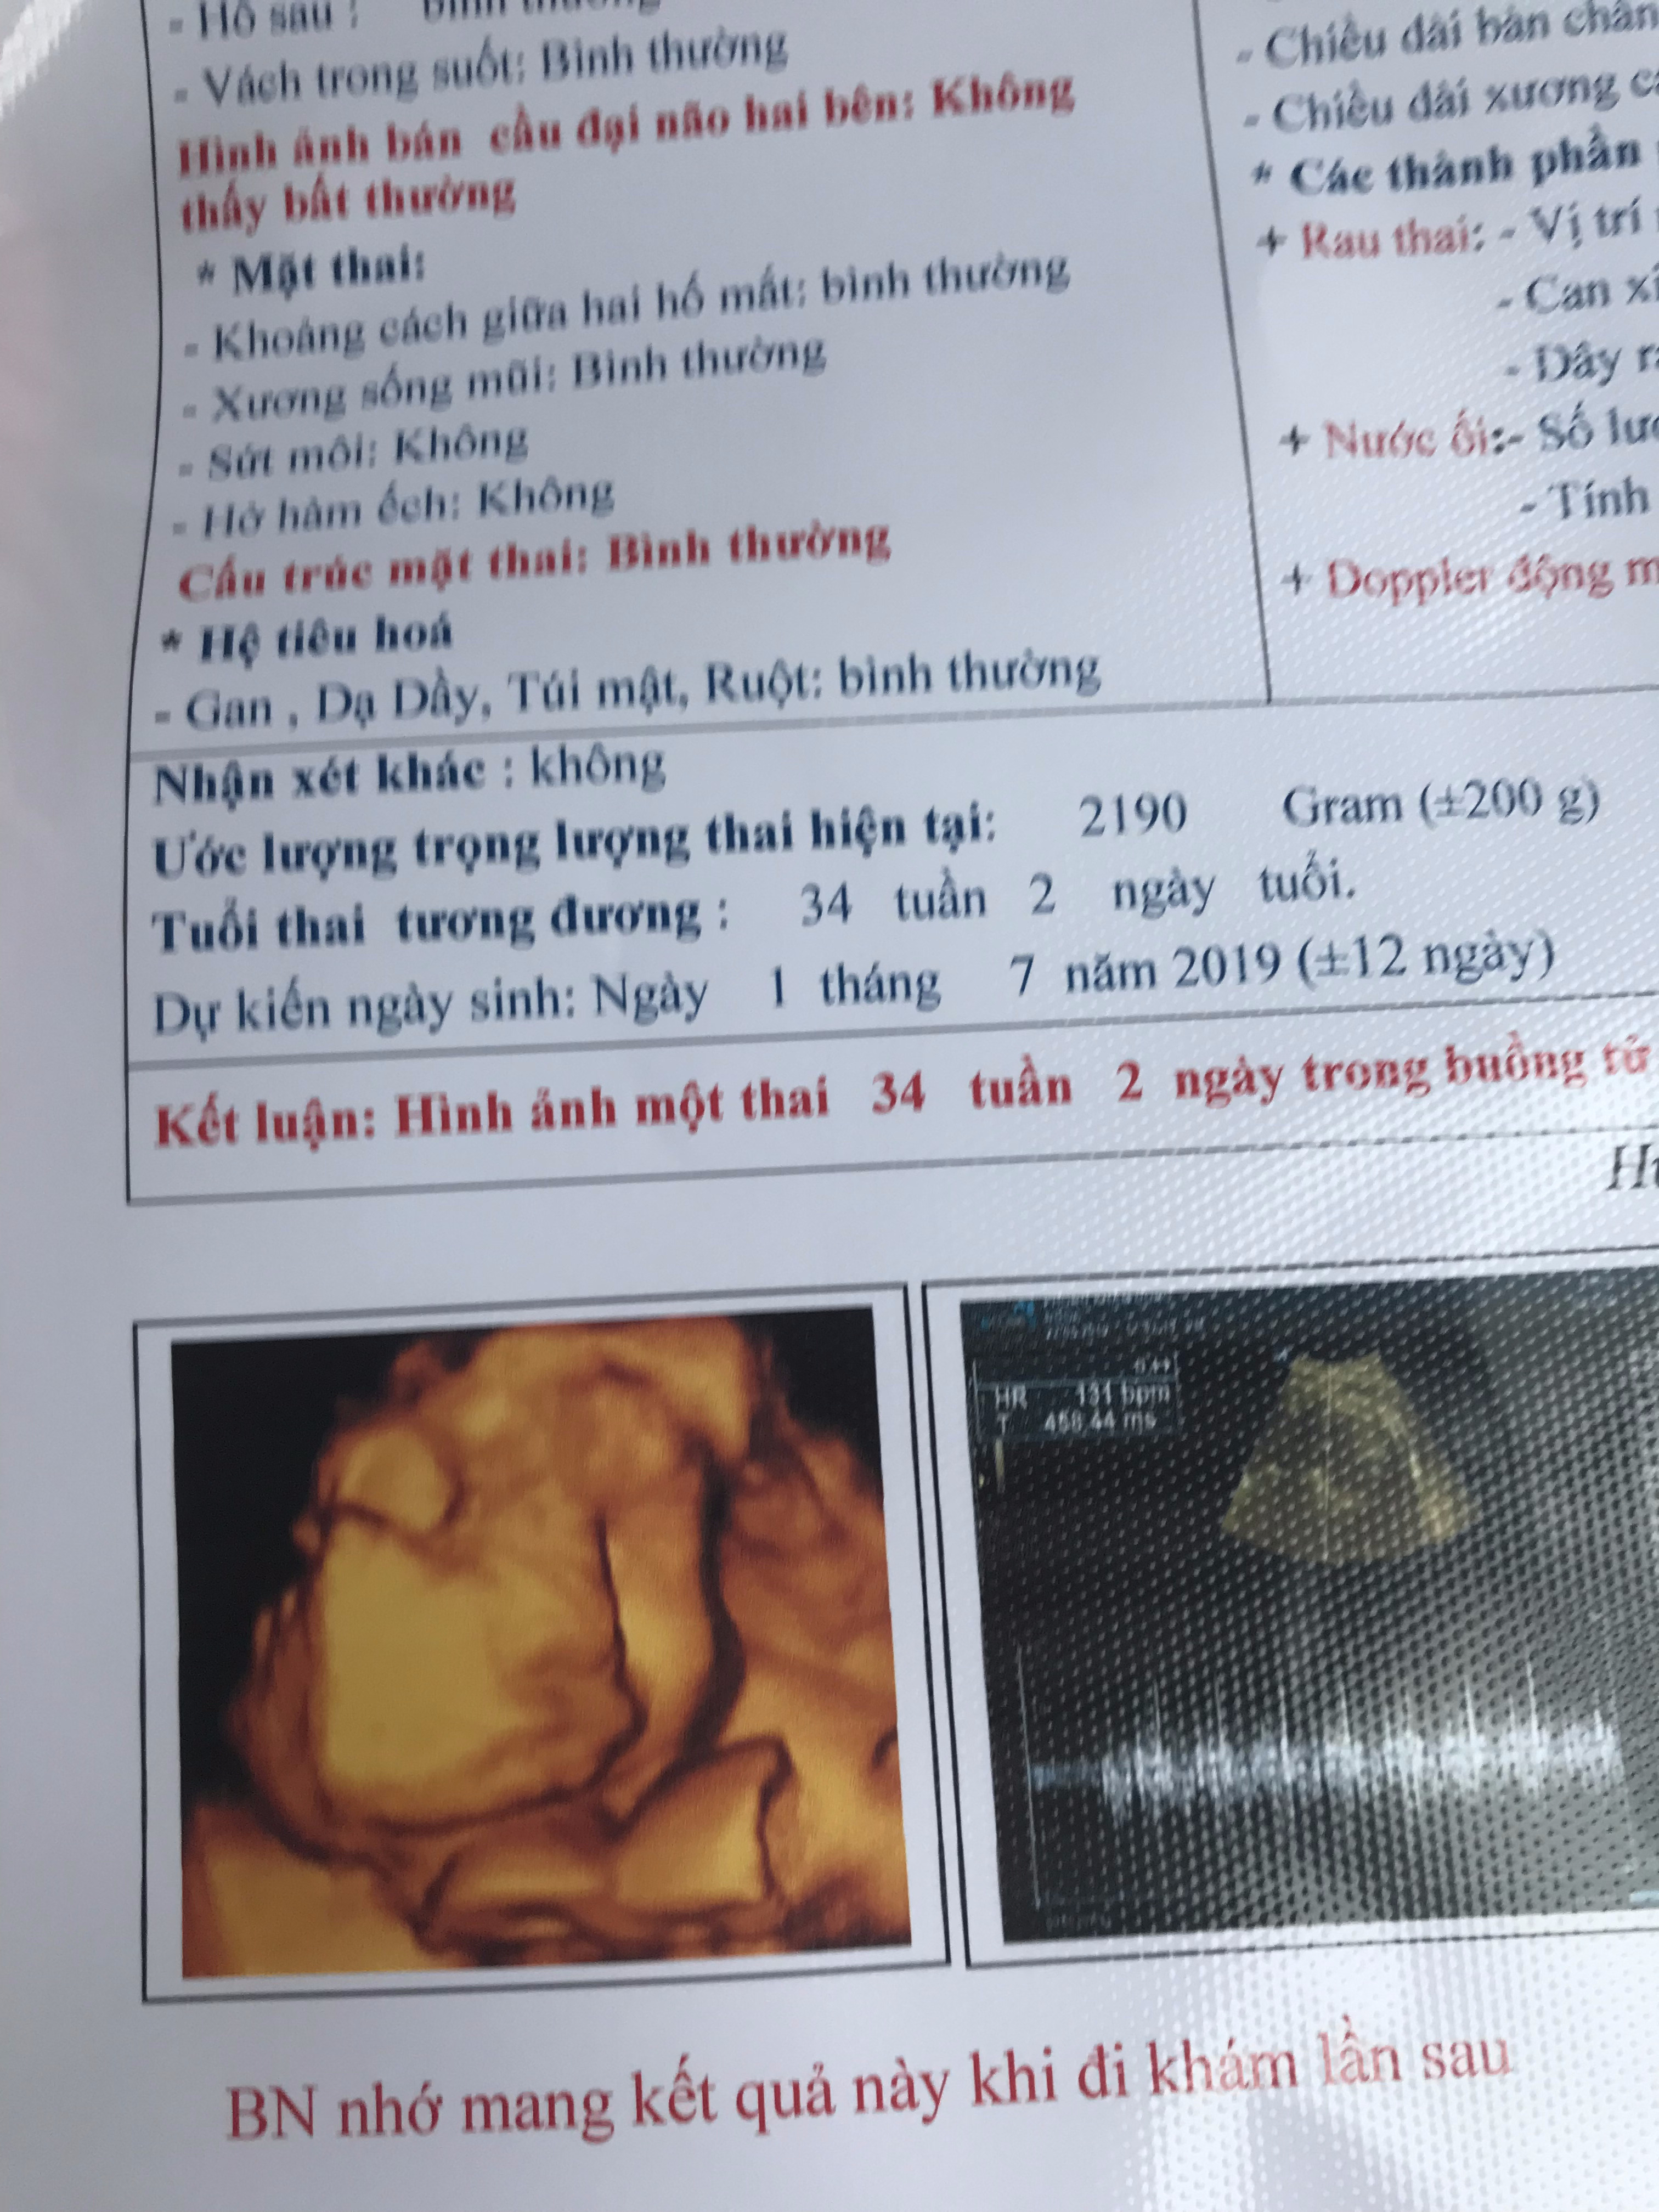 - Hố sau :
- Vách trong suốt: Bình thường
Hình ảnh bán cầu đại não hai bên: Không
thấy bất thường
* Mặt thai:
- Khoảng cách giữa hai hố mắt: bình thường
- Xương sống mũi: Bình thường
- Sứt môi: Không
- Hở hàm ếch: Không
Cấu trúc mặt thai: Bình thường
* Hệ tiêu hoá
- Gan , Dạ Dầy, Túi mật, Ruột: bình thường
- Chiều dài bàn chân
- Chiều dài xương
* Các thành phần
+ Rau thai: - Vị trí
- Can
- Dây
+ Nước ối:- Số
- Tính
+ Doppler động
Nhận xét khác : không
Ước lượng trọng lượng thai hiện tại: 2190 Gram (±200 g)
Tuổi thai tương đương : 34 tuần 2 ngày tuổi.
Dự kiến ngày sinh: Ngày 1 tháng 7 năm 2019 (±12 ngày)
Kết luận: Hình ảnh một thai 34 tuần 2 ngày trong buồng tử
HR 131 bpm
T 458.44 ms
BN nhớ mang kết quả này khi đi khám lần sau